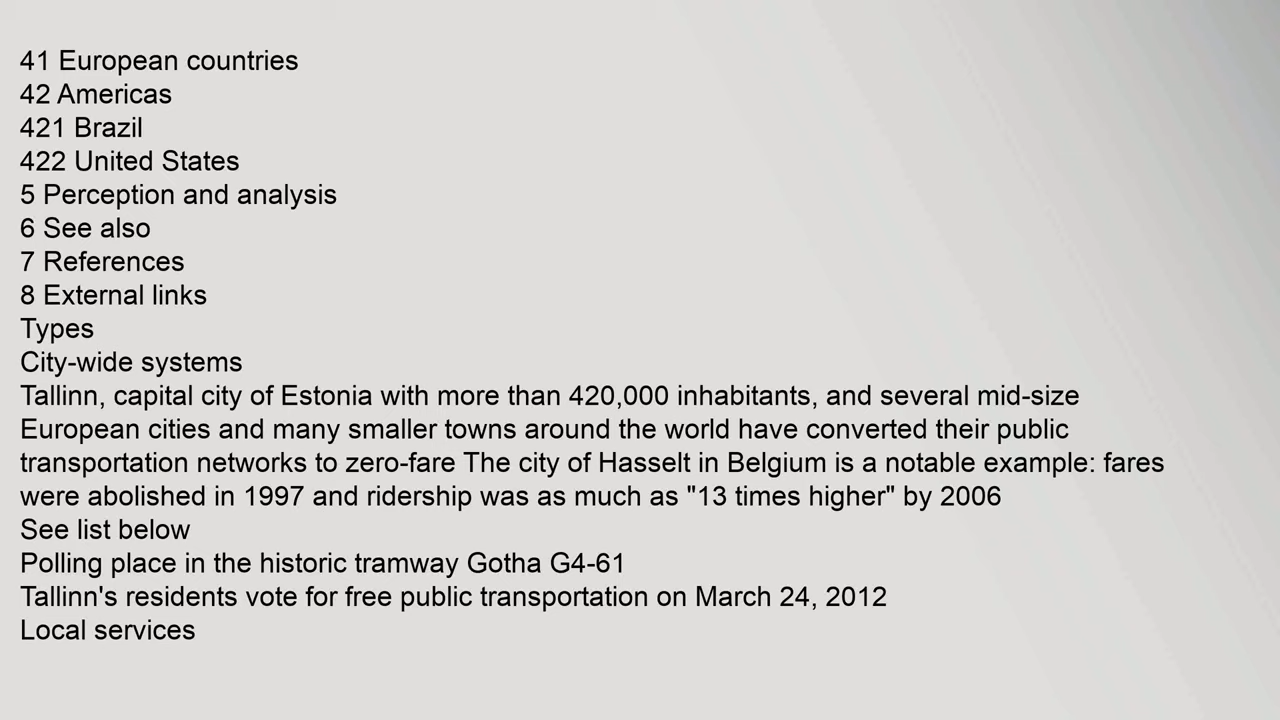 41 European countries
42 Americas
421 Brazil
422 United States
5 Perception and analysis
6 See also
7 References
8 External links
Types
City-wide systems
Tallinn, capital city of Estonia with more than 420,000 inhabitants, and several mid-size
European cities and many smaller towns around the world have converted their public
transportation networks to zero-fare The city of Hasselt in Belgium is a notable example: fares
were abolished in 1997 and ridership was as much as "13 times higher" by 2006
See list below
Polling place in the historic tramway Gotha G4-61
Tallinn's residents vote for free public transportation on March 24, 2012
Local services